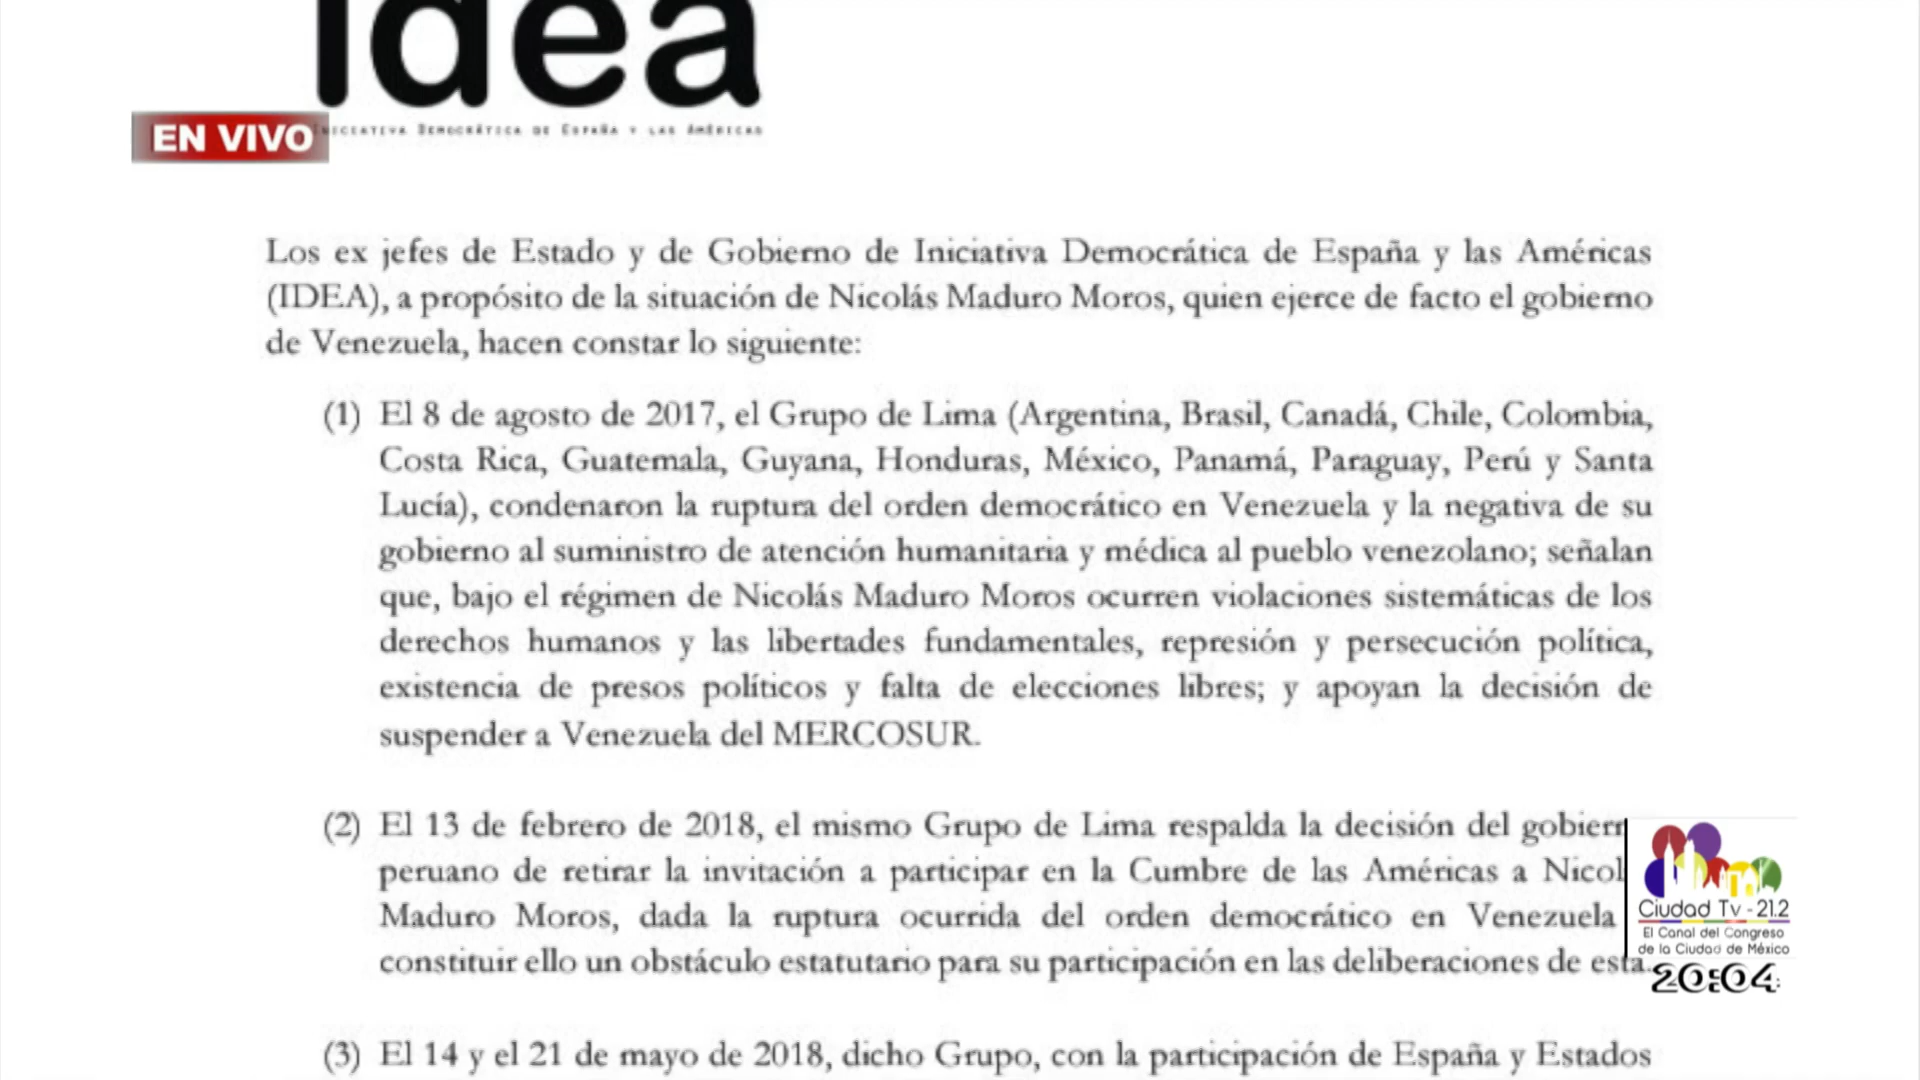 idea
EN VIVO
INICIATIVA DEMOCRÁTICA DE ESPAÑA Y LAS AMÉRICAS
Los ex jefes de Estado y de Gobierno de Iniciativa Democrática de España y las Américas
(IDEA), a propósito de la situación de Nicolás Maduro Moros, quien ejerce de facto el gobierno
de Venezuela, hacen constar lo siguiente:
(1) El 8 de agosto de 2017, el Grupo de Lima (Argentina, Brasil, Canadá, Chile, Colombia,
Costa Rica, Guatemala, Guyana, Honduras, México, Panamá, Paraguay, Perú y Santa
Lucía), condenaron la ruptura del orden democrático en Venezuela y la negativa de su
gobierno al suministro de atención humanitaria y médica al pueblo venezolano; señalan
que, bajo el régimen de Nicolás Maduro Moros ocurren violaciones sistemáticas de los
derechos humanos y las libertades fundamentales, represión y persecución política,
existencia de presos políticos y falta de elecciones libres; y apoyan la decisión de
suspender a Venezuela del MERCOSUR.
(2) El 13 de febrero de 2018, el mismo Grupo de Lima respalda la decisión del gobiern
peruano de retirar la invitación a participar en la Cumbre de las Américas a Nicol
Maduro Moros, dada la ruptura ocurrida del orden democrático en Venezuela
constituir ello un obstáculo estatutario para su participación en las deliberaciones de esta.
(3) El 14 y el 21 de mayo de 2018, dicho Grupo, con la participación de España y Estados
Ciudad Tv - 21.2
El Canal del Congreso
de la Ciudad de México
20:04